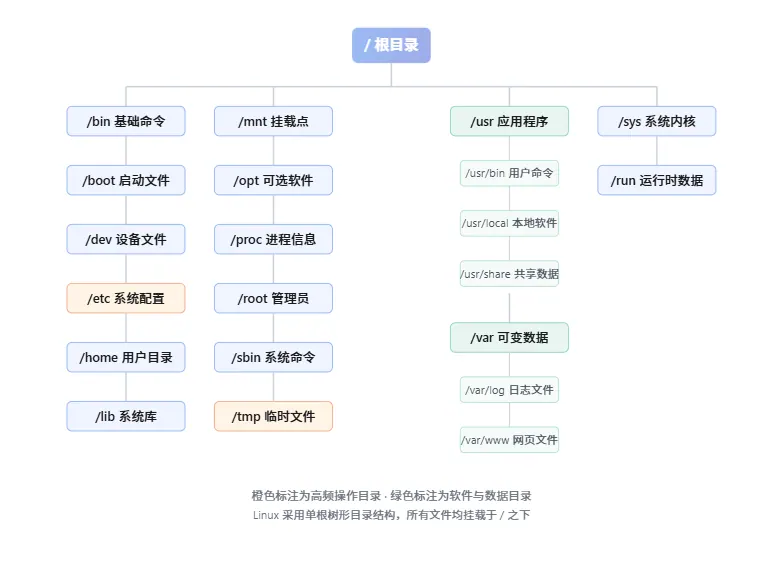 / 根目录
/bin 基础命令
/boot 启动文件
/dev 设备文件
/etc 系统配置
/home 用户目录
/lib 系统库
/mnt 挂载点
/opt 可选软件
/proc 进程信息
/root 管理员
/sbin 系统命令
/tmp 临时文件
/usr 应用程序
/usr/bin 用户命令
/usr/local 本地软件
/usr/share 共享数据
/var 可变数据
/var/log 日志文件
/var/www 网页文件
/sys 系统内核
/run 运行时数据
橙色标注为高频操作目录 · 绿色标注为软件与数据目录
Linux 采用单根树形目录结构，所有文件均挂载于 / 之下